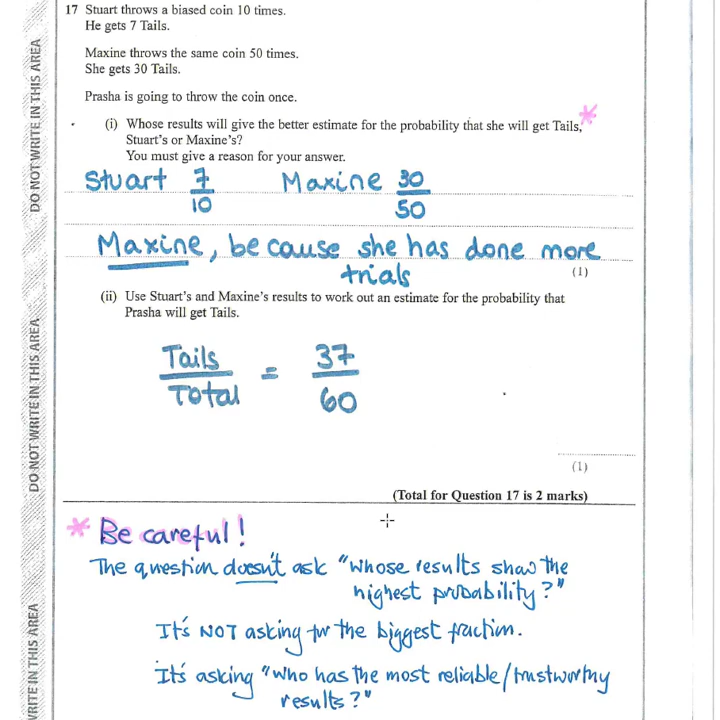 17 Stuart throws a biased coin 10 times.
He gets 7 Tails.
Maxine throws the same coin 50 times.
She gets 30 Tails.
Prasha is going to throw the coin once.
(i) Whose results will give the better estimate for the probability that she will get Tails,*
Stuart's or Maxine's?
You must give a reason for your answer.
Stuart 7/10 Maxine 30/50
Maxine, because she has done more
trials
(1)
(ii) Use Stuart's and Maxine's results to work out an estimate for the probability that
Prasha will get Tails.
Tails/Total = 37/60
(1)
(Total for Question 17 is 2 marks)
* Be careful!
The question doesn't ask "whose results show the
highest probability?"
It's NOT asking for the biggest fraction.
It's asking "who has the most reliable/trustworthy
results?"
DO NOT WRITE IN THIS AREA
DO NOT WRITE IN THIS AREA
WRITE IN THIS AREA